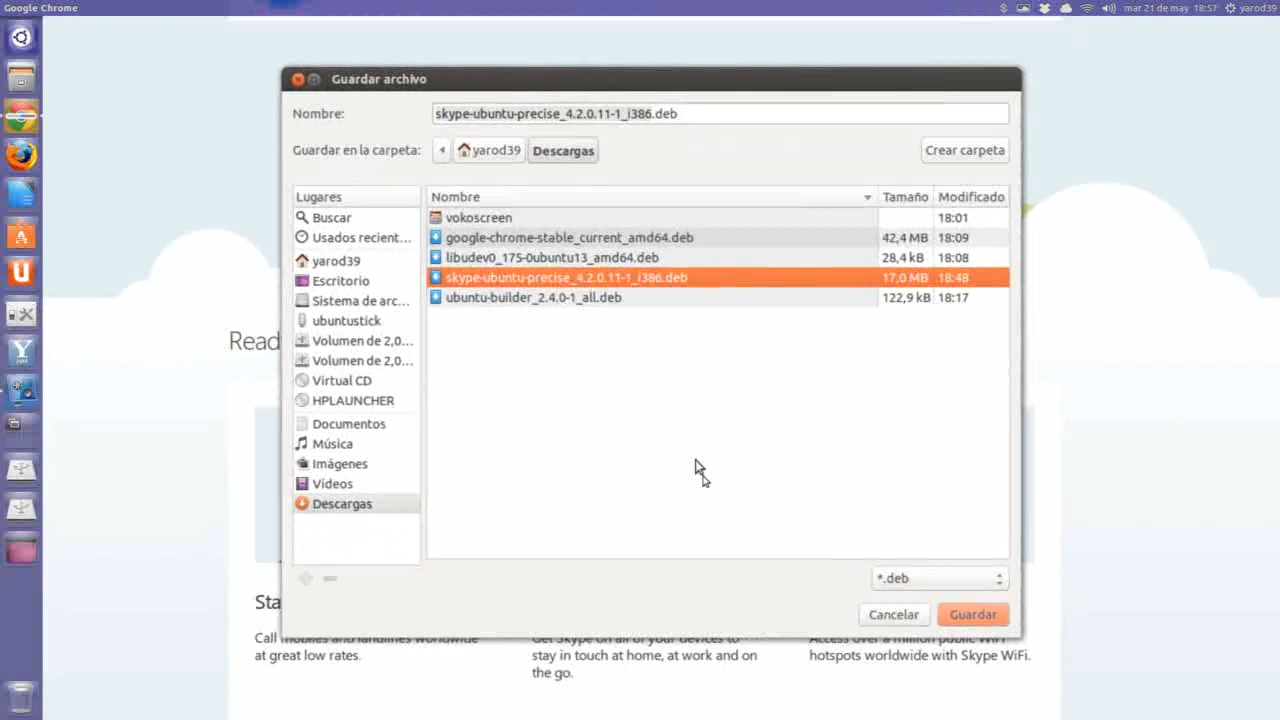 Google Chrome
mar 21 de may 18:57
yarod39
Guardar archivo
Nombre:
skype-ubuntu-precise_4.2.0.11-1_i386.deb
Guardar en la carpeta:
yarod39
Descargas
Crear carpeta
Lugares
Buscar
Usados recient...
yarod39
Escritorio
Sistema de arc...
ubuntustick
Volumen de 2,0...
Volumen de 2,0...
Virtual CD
HPLAUNCHER
Documentos
Música
Imágenes
Vídeos
Descargas
Nombre Tamaño Modificado
vokoscreen 18:01
google-chrome-stable_current_amd64.deb 42,4 MB 18:09
libudev0_175-0ubuntu13_amd64.deb 28,4 kB 18:08
skype-ubuntu-precise_4.2.0.11-1_i386.deb 17,0 MB 18:48
ubuntu-builder_2.4.0-1_all.deb 122,9 kB 18:17
*.deb
Cancelar
Guardar
Read
Sta
Call mobiles and landlines worldwide
at great low rates.
Get Skype on all of your devices to
stay in touch at home, at work and on
the go.
Access over a million public WiFi
hotspots worldwide with Skype WiFi.